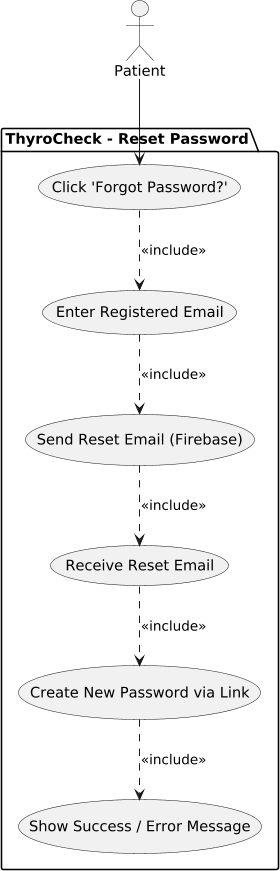 Patient
ThyroCheck - Reset Password
Click 'Forgot Password?'
«include»
Enter Registered Email
«include»
Send Reset Email (Firebase)
«include»
Receive Reset Email
«include»
Create New Password via Link
«include»
Show Success / Error Message